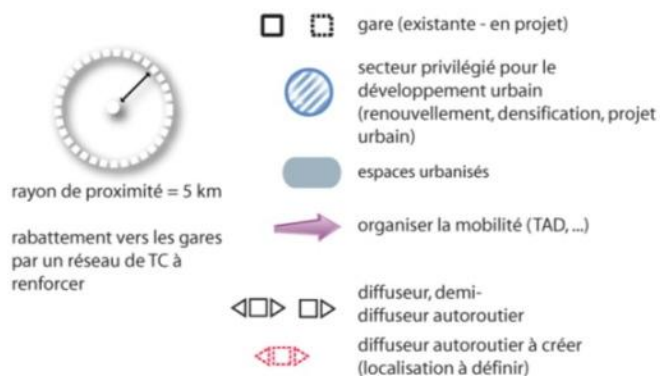 gare (existante - en projet)
secteur privilégié pour le
développement urbain
(renouvellement, densification, projet
urbain)
espaces urbanisés
organiser la mobilité (TAD, ...)
diffuseur, demi-
diffuseur autoroutier
diffuseur autoroutier à créer
(localisation à définir)
rayon de proximité = 5 km
rabattement vers les gares
par un réseau de TC à
renforcer